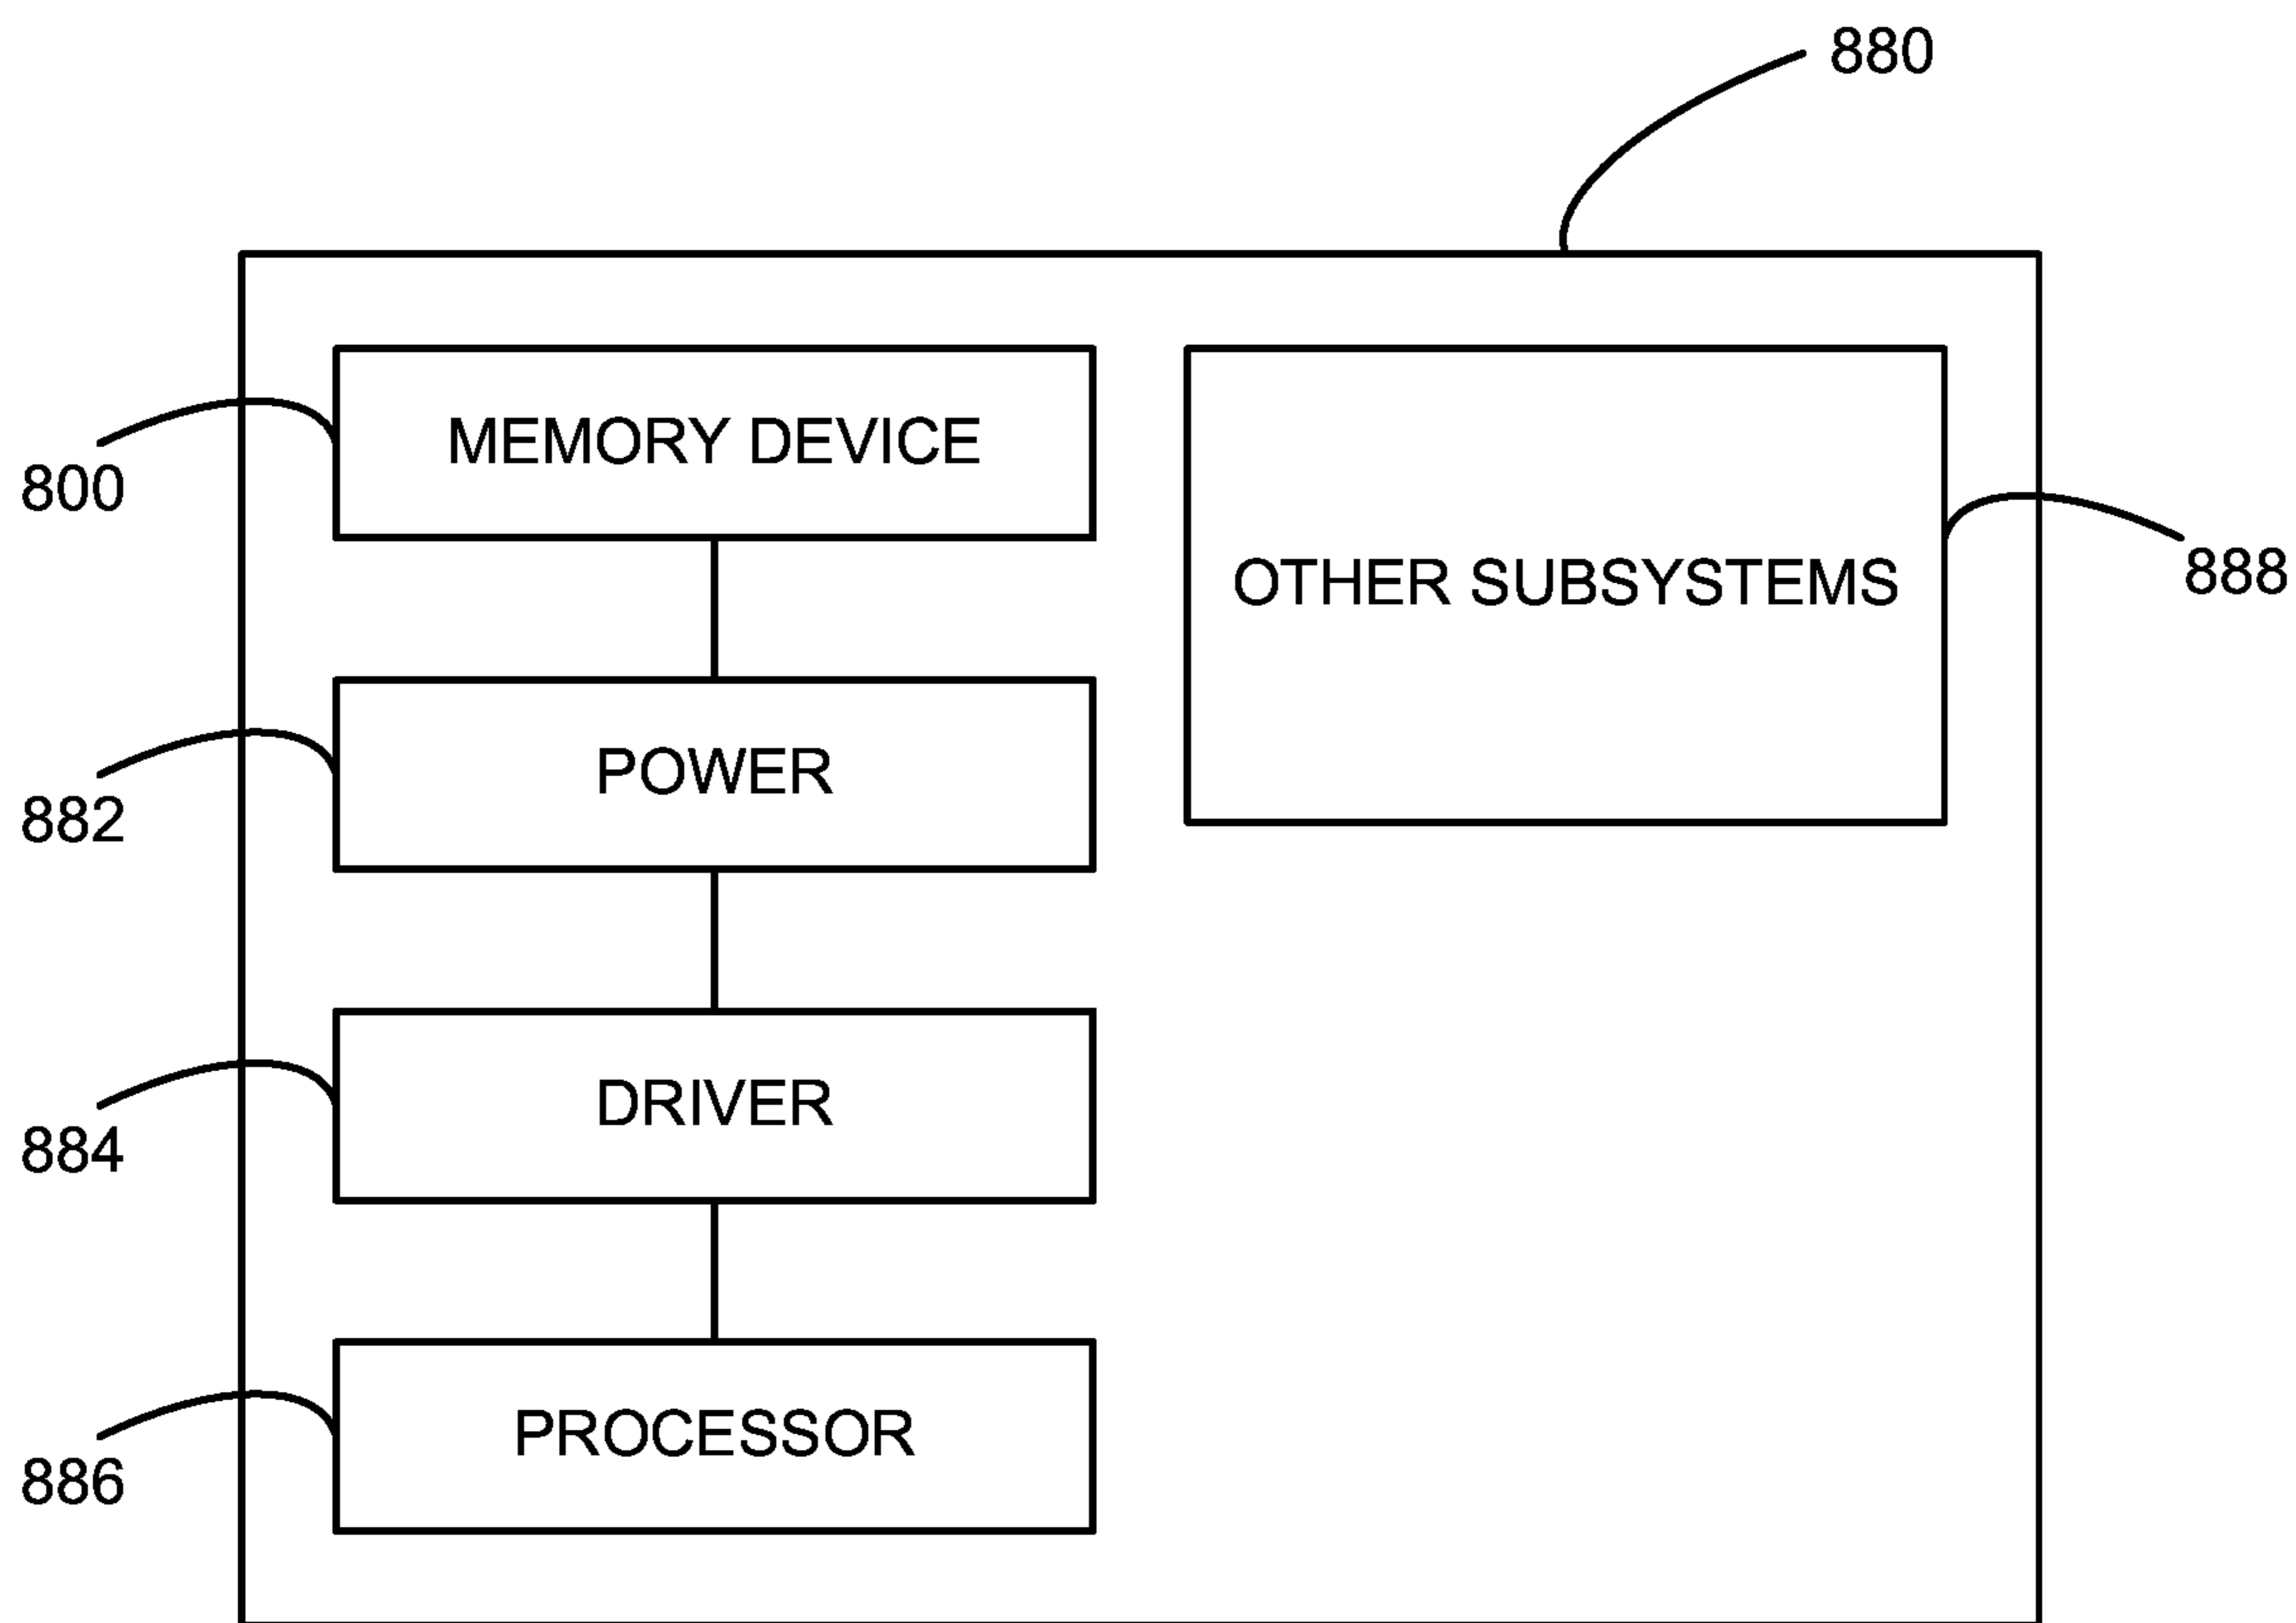 880
MEMORY DEVICE
800
OTHER SUBSYSTEMS
888
POWER
882
DRIVER
884
PROCESSOR
886